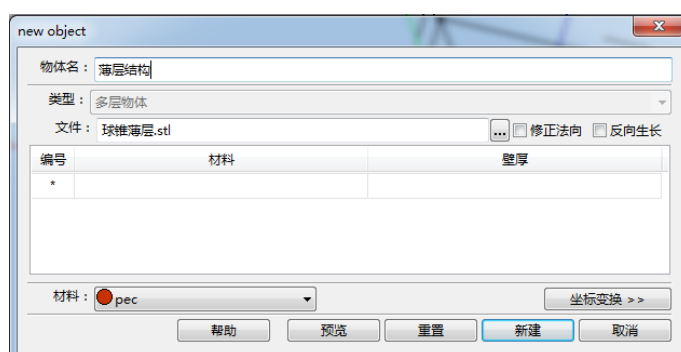 new object
物体名： 薄层结构
类型： 多层物体
文件： 球锥薄层.stl ... 修正法向 反向生长
编号 材料 壁厚
*
材料： pec 坐标变换 >>
帮助 预览 重置 新建 取消